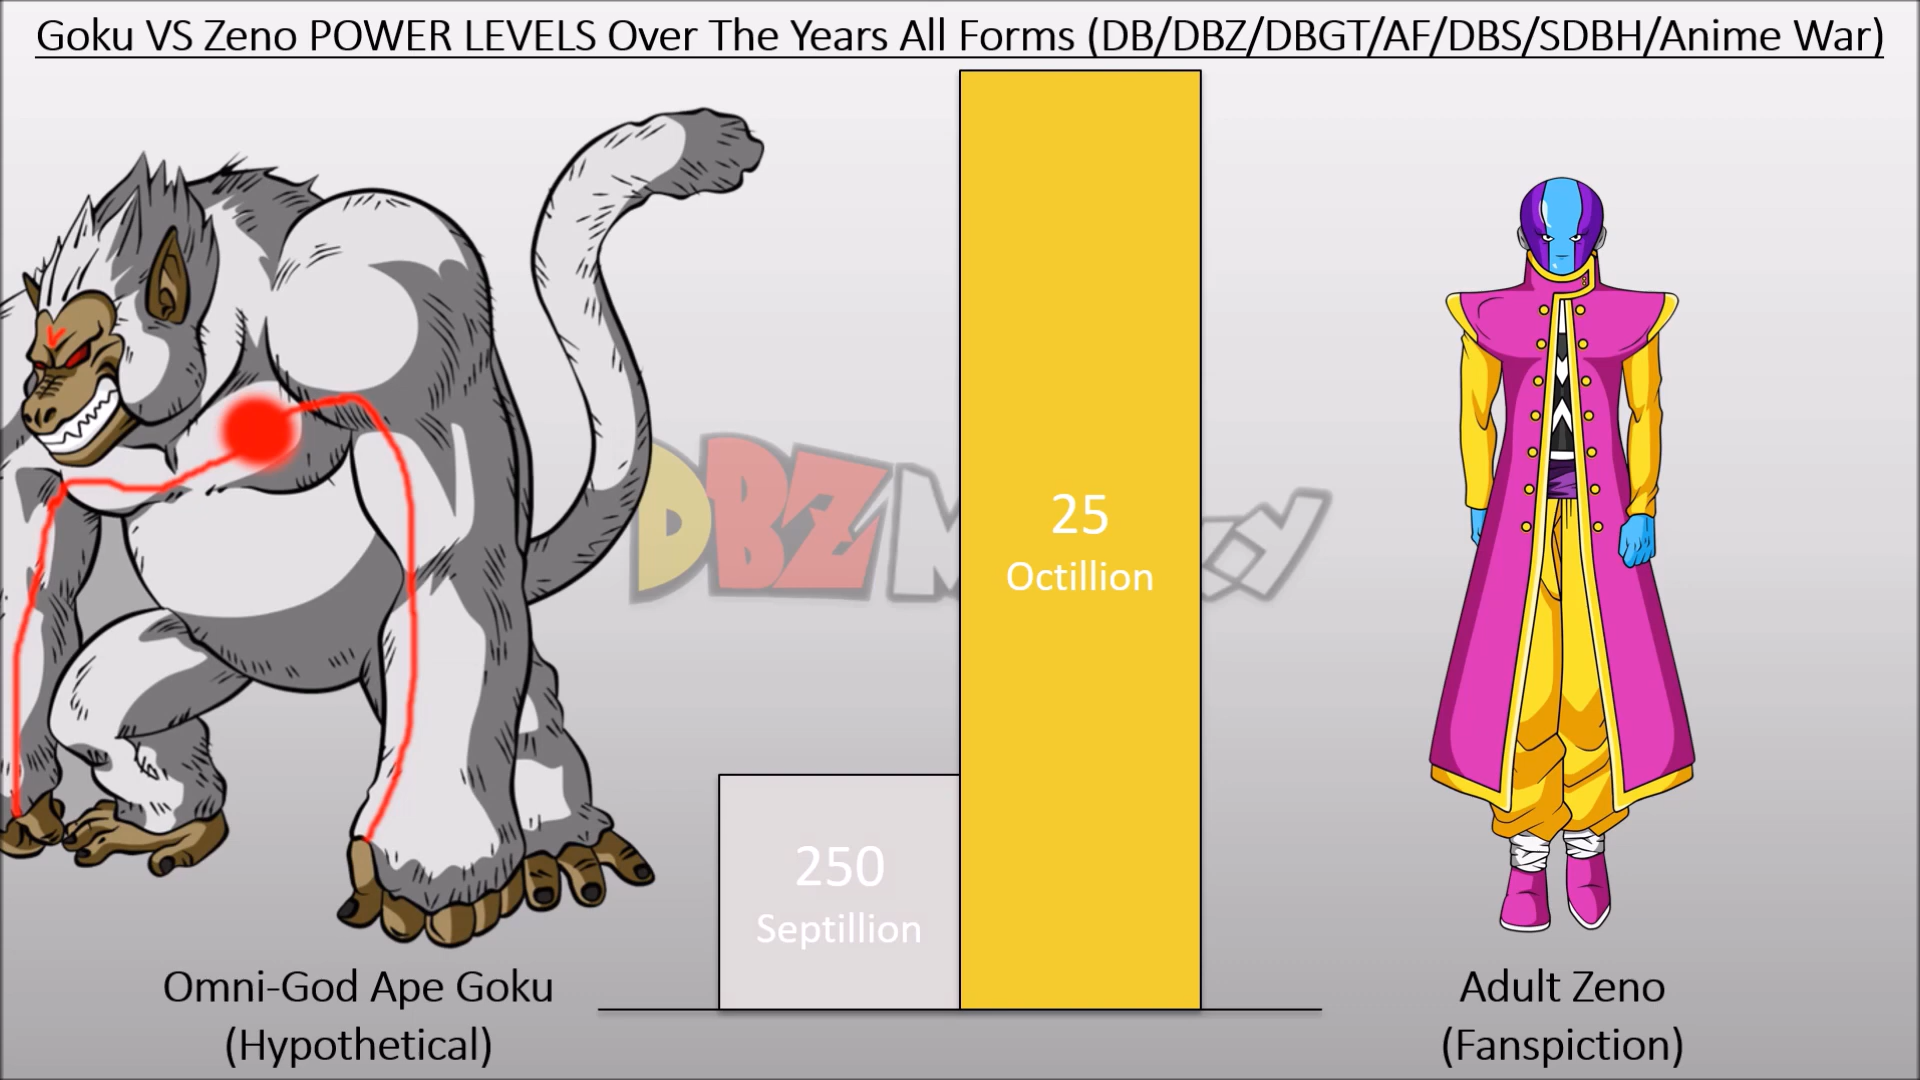 Goku VS Zeno POWER LEVELS Over The Years All Forms (DB/DBZ/DBGT/AF/DBS/SDBH/Anime War)
DBZM
25
Octillion
250
Septillion
Omni-God Ape Goku
(Hypothetical)
Adult Zeno
(Fanspiction)